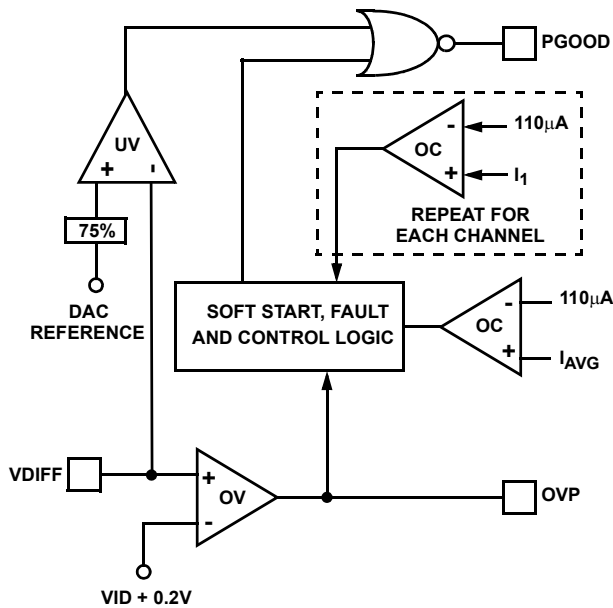 PGOOD
110µA
-
OC
+
I1
REPEAT FOR
EACH CHANNEL
UV
+ -
75%
DAC
REFERENCE
SOFT START, FAULT
AND CONTROL LOGIC
110µA
-
OC
+
IAVG
VDIFF
+
OV
-
OVP
VID + 0.2V